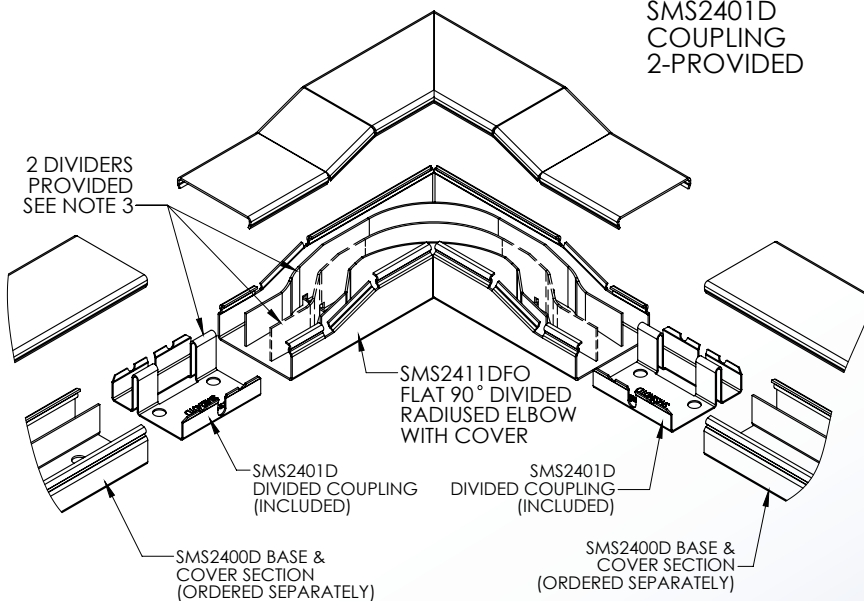 SMS2401D
COUPLING
2-PROVIDED
2 DIVIDERS
PROVIDED
SEE NOTE 3
SMS2411DFO
FLAT 90° DIVIDED
RADIUSED ELBOW
WITH COVER
SMS2401D
DIVIDED COUPLING
(INCLUDED)
SMS2401D
DIVIDED COUPLING
(INCLUDED)
SMS2400D BASE &
COVER SECTION
(ORDERED SEPARATELY)
SMS2400D BASE &
COVER SECTION
(ORDERED SEPARATELY)